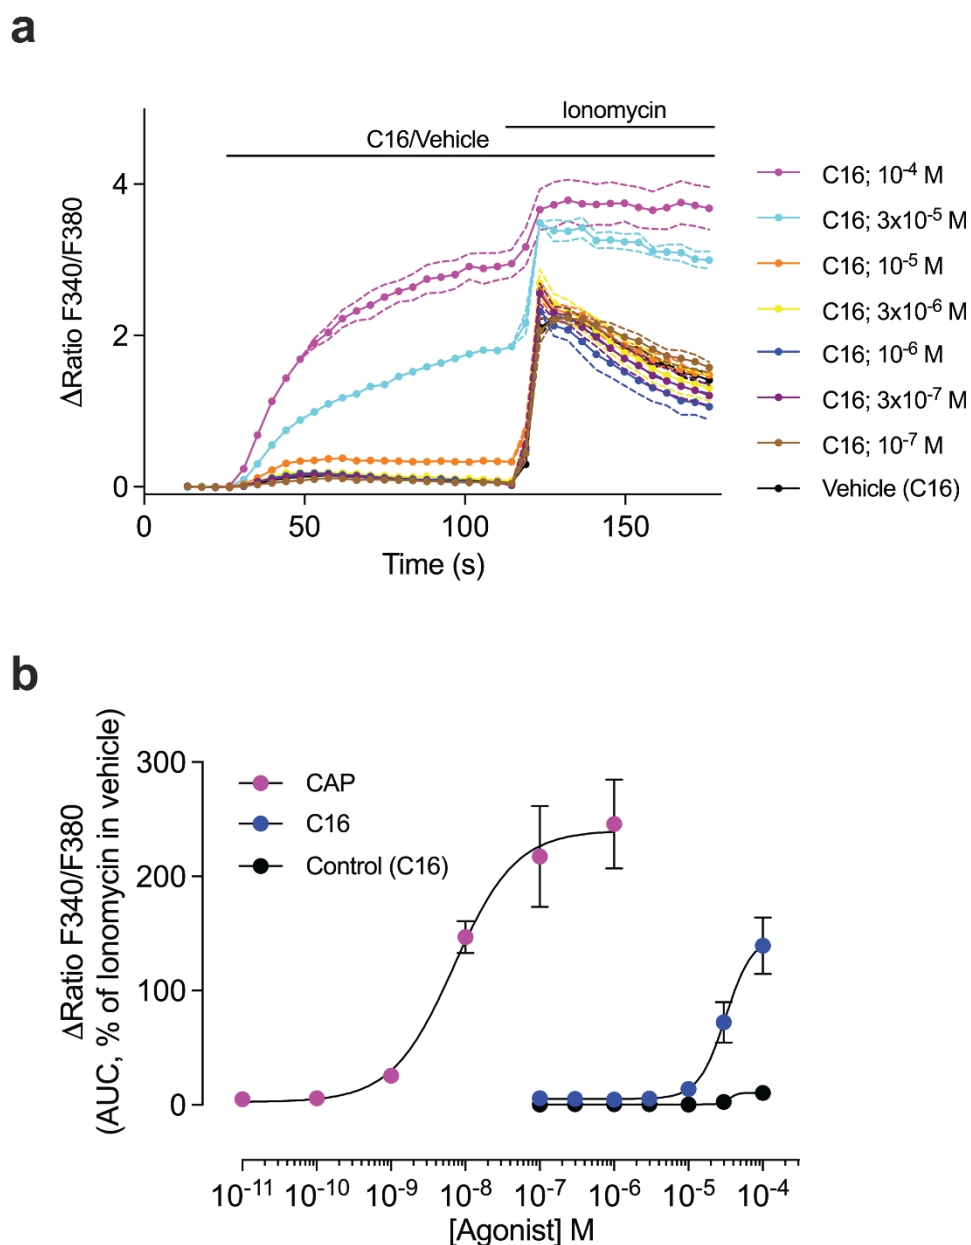 a
Ionomycin
C16/Vehicle
ΔRatio F340/F380
4
2
0
0
50
100
150
Time (s)
C16; 10⁻⁴ M
C16; 3x10⁻⁵ M
C16; 10⁻⁵ M
C16; 3x10⁻⁶ M
C16; 10⁻⁶ M
C16; 3x10⁻⁷ M
C16; 10⁻⁷ M
Vehicle (C16)
b
ΔRatio F340/F380
(AUC, % of Ionomycin in vehicle)
300
200
100
0
CAP
C16
Control (C16)
10⁻¹¹ 10⁻¹⁰ 10⁻⁹ 10⁻⁸ 10⁻⁷ 10⁻⁶ 10⁻⁵ 10⁻⁴
[Agonist] M